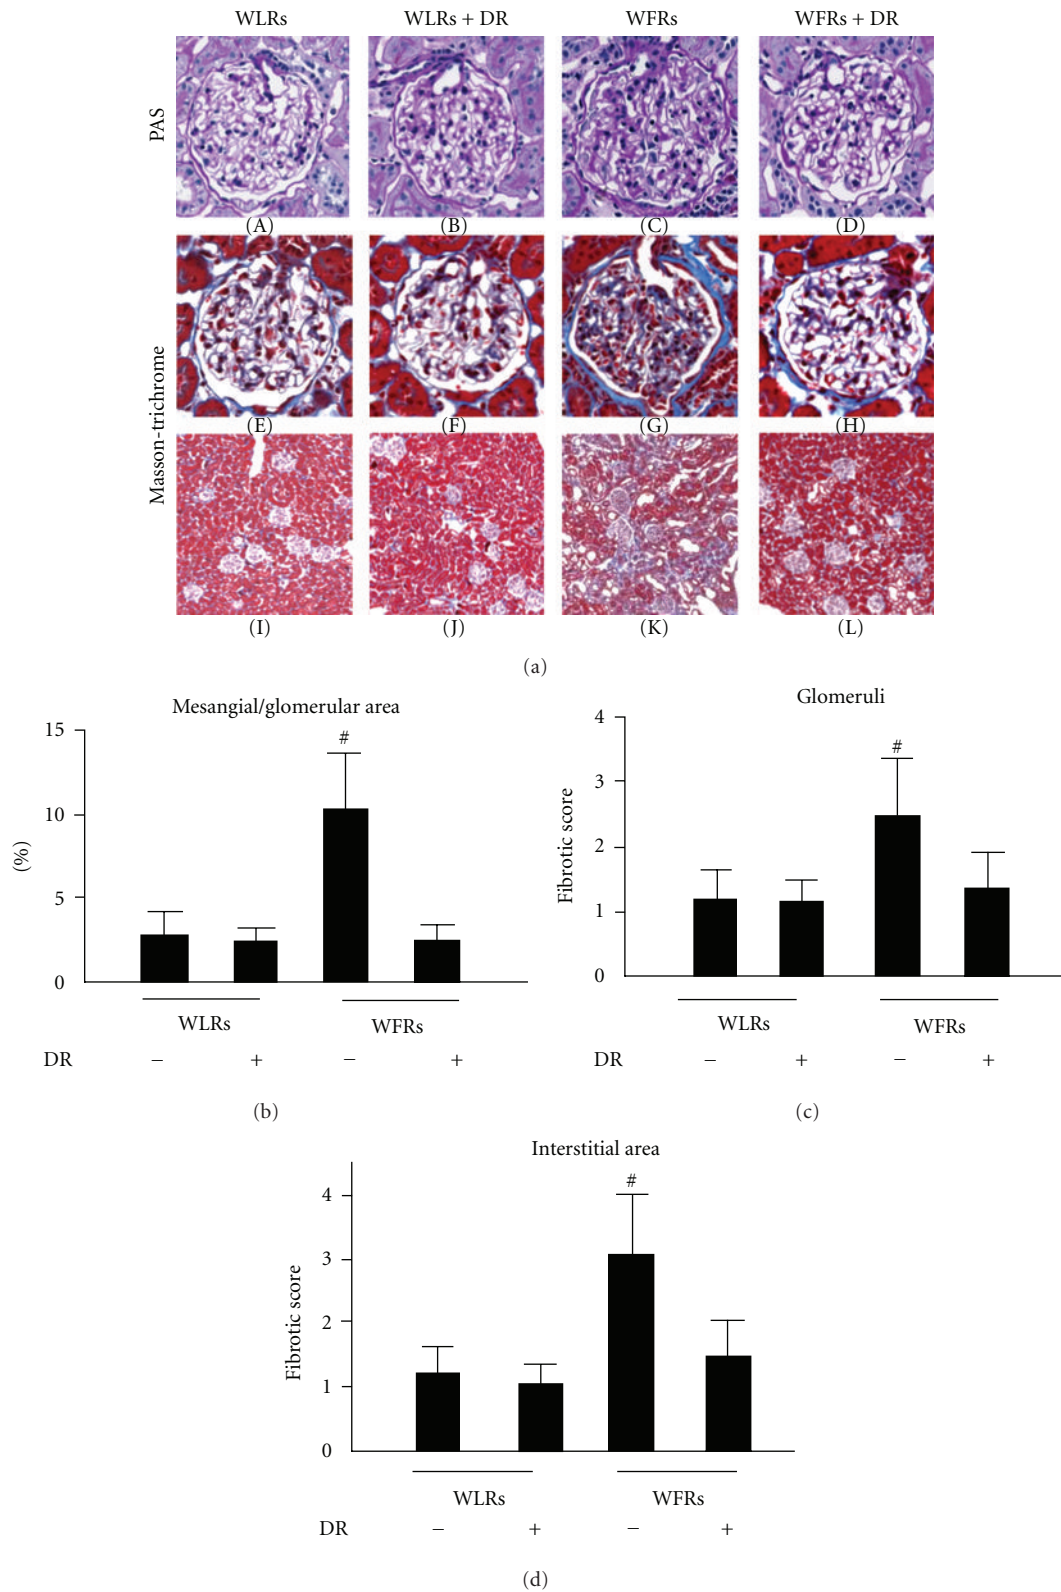 WLRs WLRs + DR WFRs WFRs + DR
PAS
(A) (B) (C) (D)
Masson-trichrome
(E) (F) (G) (H)
(I) (J) (K) (L)
(a)
Mesangial/glomerular area
(%)
15
10
5
0
#
WLRs WFRs
DR − + − +
(b)
Glomeruli
Fibrotic score
4
3
2
1
0
#
WLRs WFRs
DR − + − +
(c)
Interstitial area
Fibrotic score
4
3
2
1
0
#
WLRs WFRs
DR − + − +
(d)